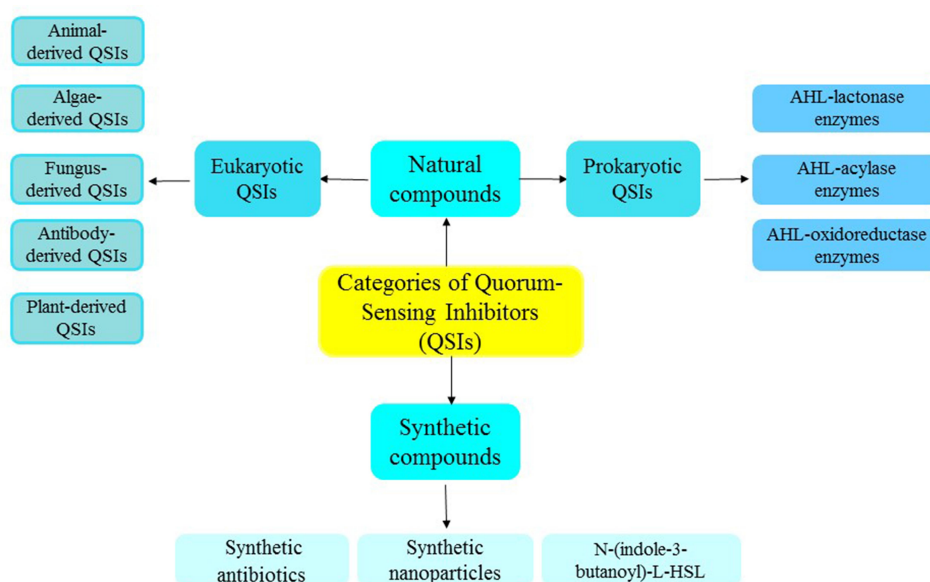 Animal-
derived QSIs
Algae-
derived QSIs
Fungus-
derived QSIs
Antibody-
derived QSIs
Plant-derived
QSIs
Eukaryotic
QSIs
Natural
compounds
Prokaryotic
QSIs
AHL-lactonase
enzymes
AHL-acylase
enzymes
AHL-oxidoreductase
enzymes
Categories of Quorum-
Sensing Inhibitors
(QSIs)
Synthetic
compounds
Synthetic
antibiotics
Synthetic
nanoparticles
N-(indole-3-
butanoyl)-L-HSL